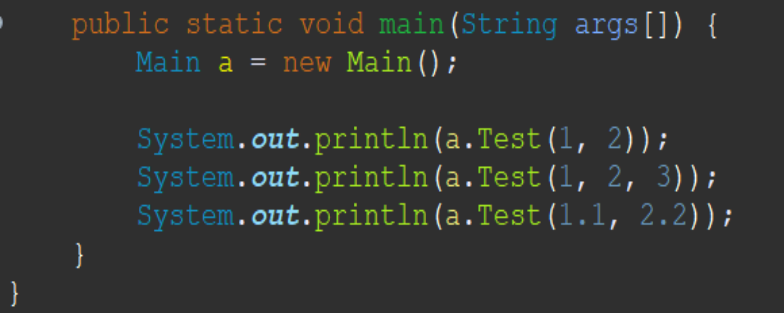 public static void main(String args[]) {
Main a = new Main();
System.out.println(a.Test(1, 2));
System.out.println(a.Test(1, 2, 3));
System.out.println(a.Test(1.1, 2.2));
}
}